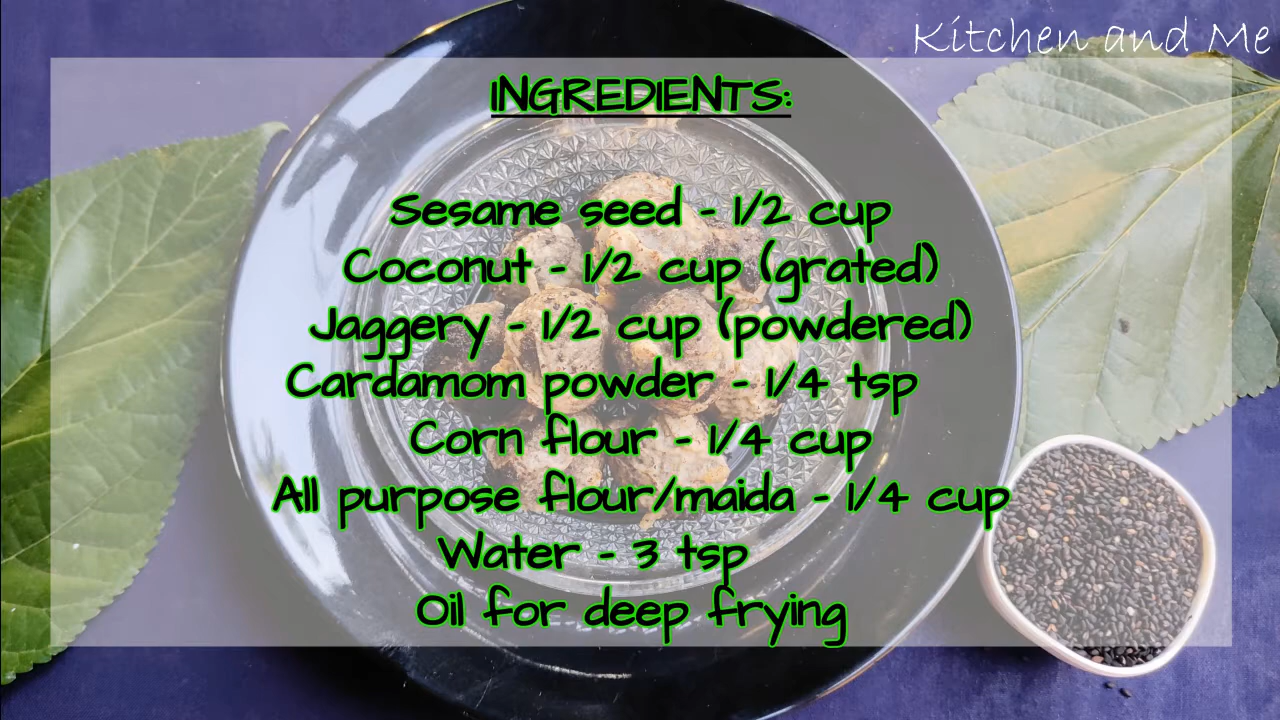 Kitchen and Me
INGREDIENTS:
Sesame seed - 1/2 cup
Coconut - 1/2 cup (grated)
Jaggery - 1/2 cup (powdered)
Cardamom powder - 1/4 tsp
Corn flour - 1/4 cup
All purpose flour/maida - 1/4 cup
Water - 3 tsp
Oil for deep frying